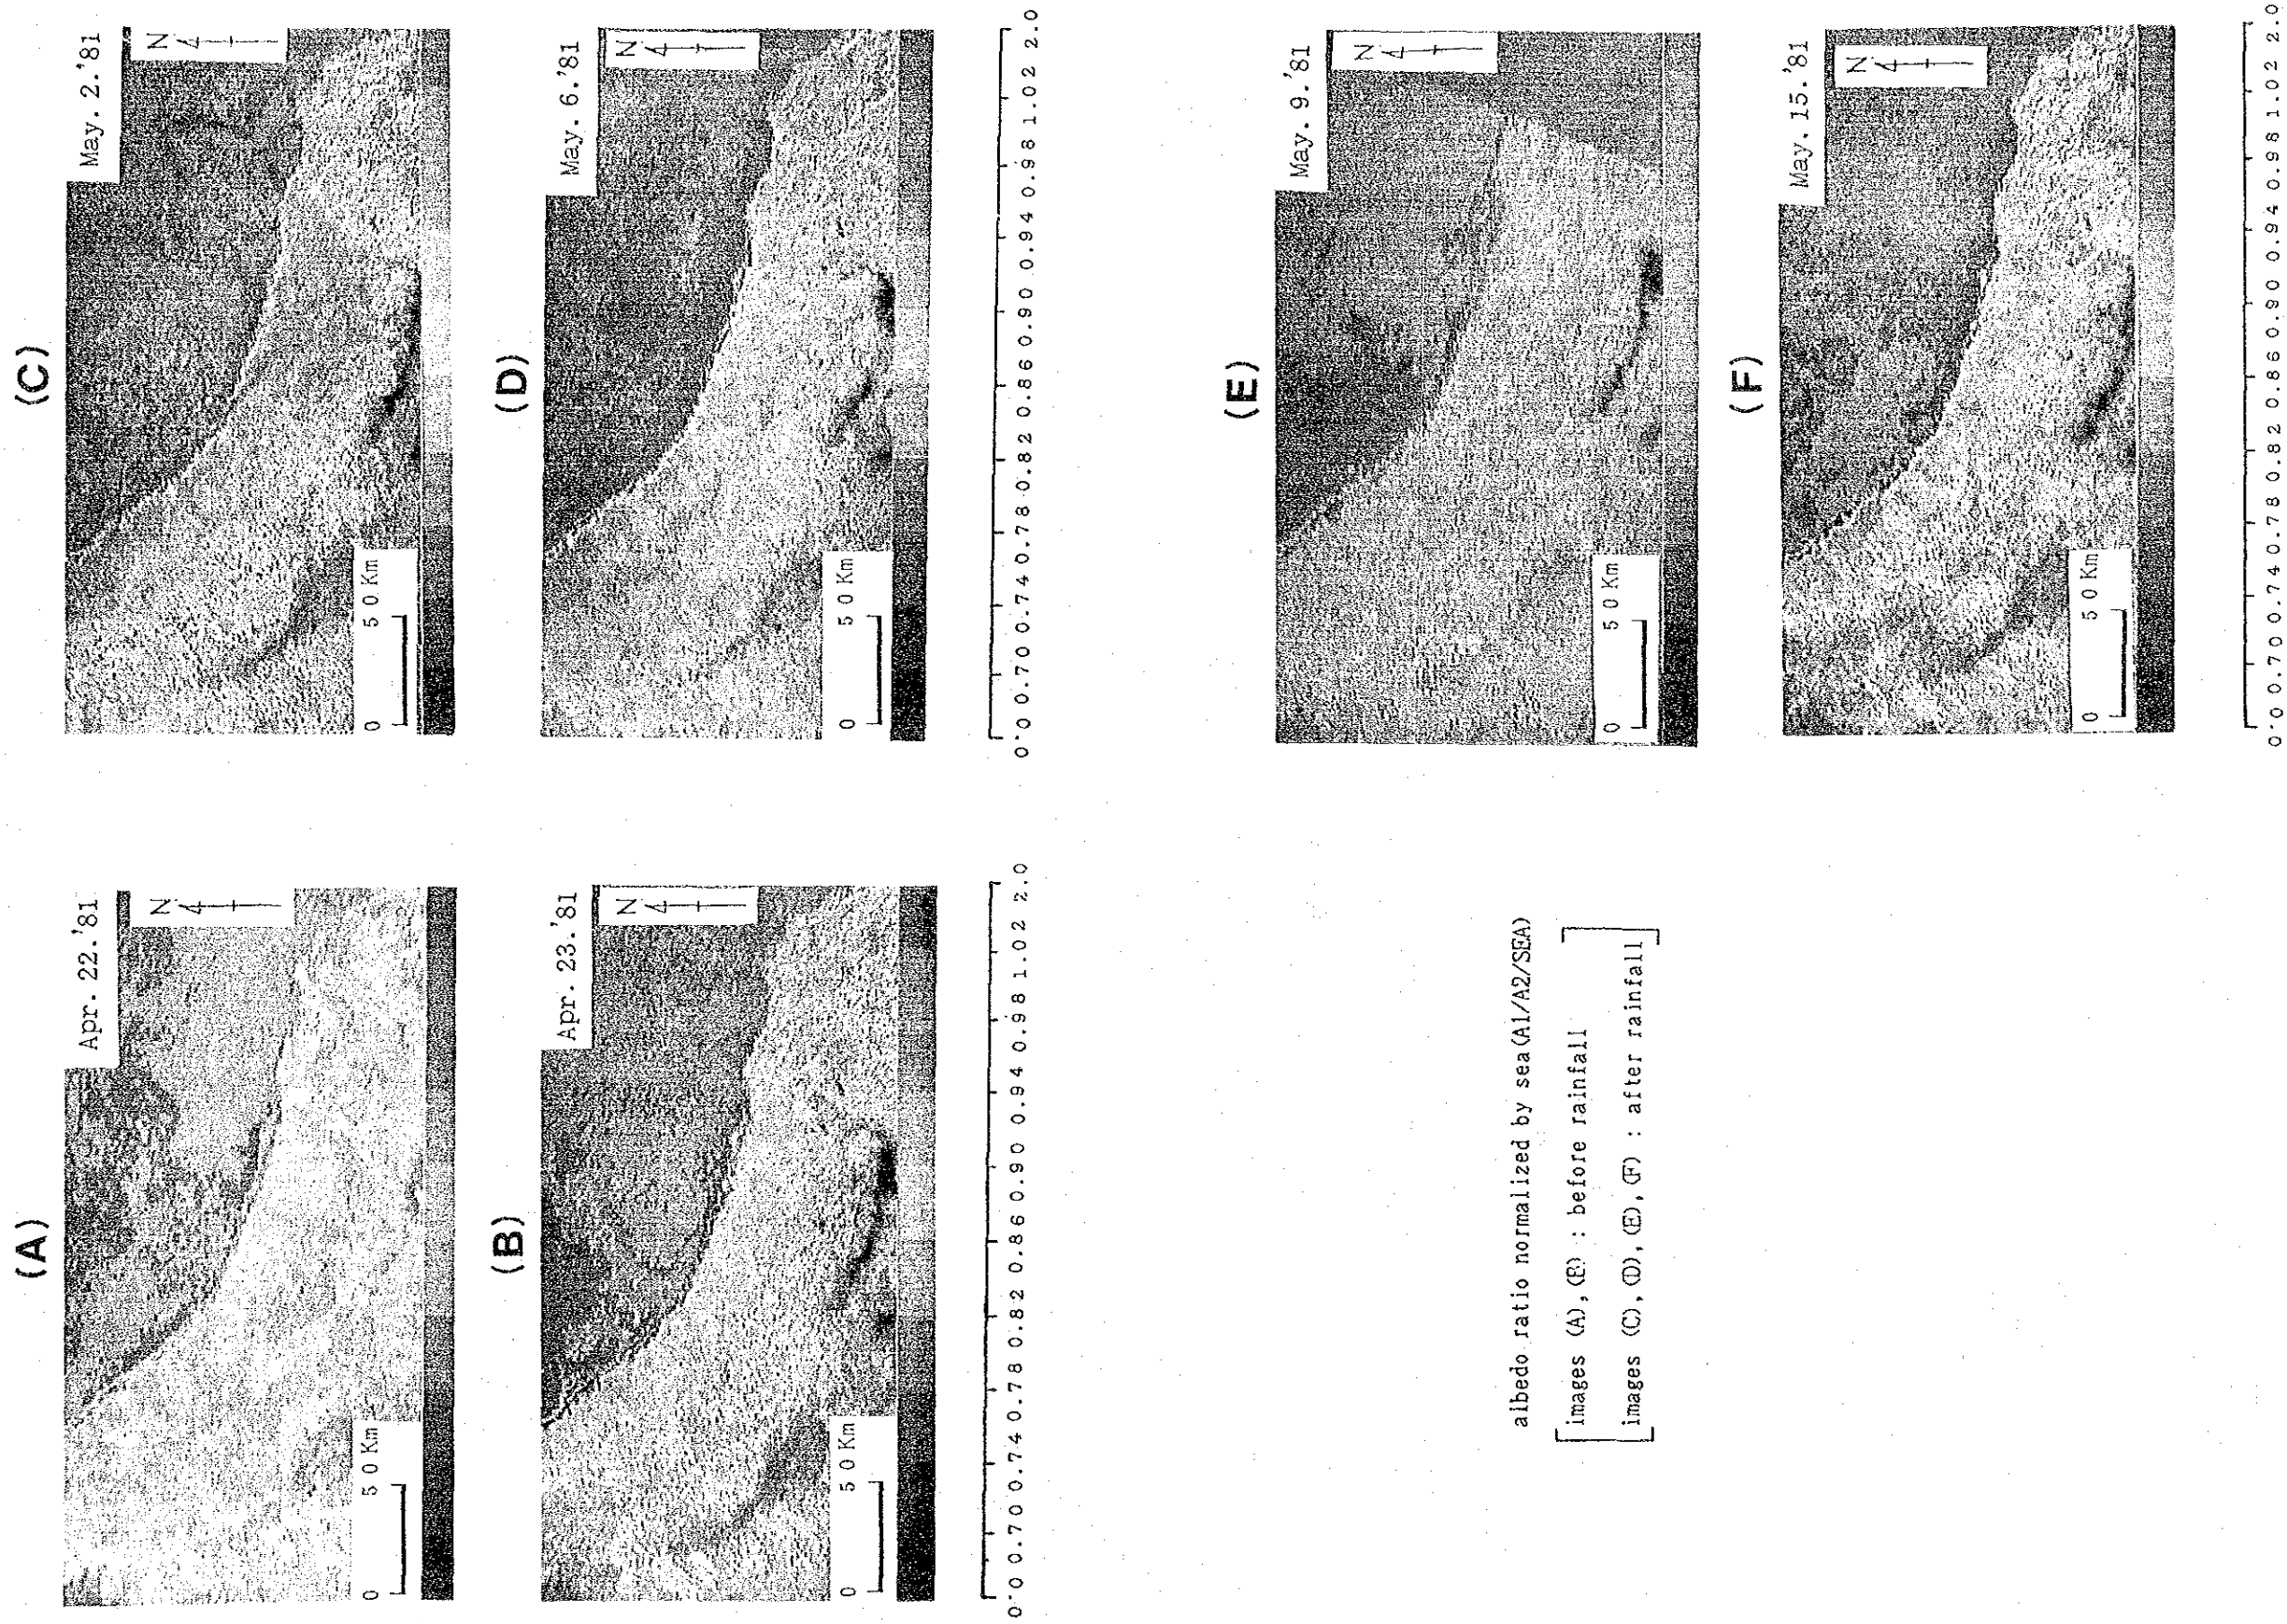 (A)
Apr. 22.'81
N
0 50 Km
(B)
Apr. 23.'81
N
0 50 Km
0.0 0.70 0.74 0.78 0.82 0.86 0.90 0.94 0.98 1.02 2.0
(C)
May. 2.'81
N
0 50 Km
(D)
May. 6.'81
N
0 50 Km
0.0 0.70 0.74 0.78 0.82 0.86 0.90 0.94 0.98 1.02 2.0
albedo ratio normalized by sea(A1/A2/SEA)
images (A),(B) : before rainfall
images (C),(D),(E),(F) : after rainfall
(E)
May. 9.'81
N
0 50 Km
(F)
May. 15.'81
N
0 50 Km
0.0 0.70 0.74 0.78 0.82 0.86 0.90 0.94 0.98 1.02 2.0